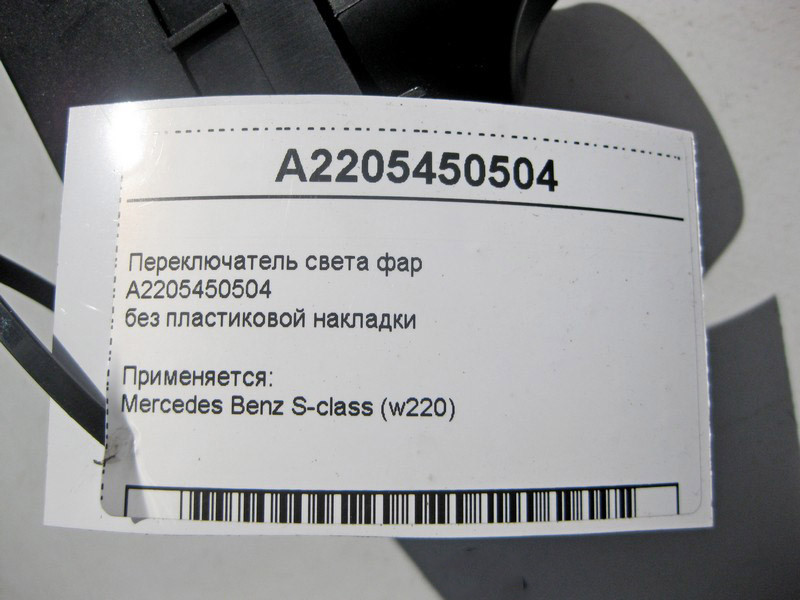 A2205450504
Переключатель света фар
A2205450504
без пластиковой накладки
Применяется:
Mercedes Benz S-class (w220)